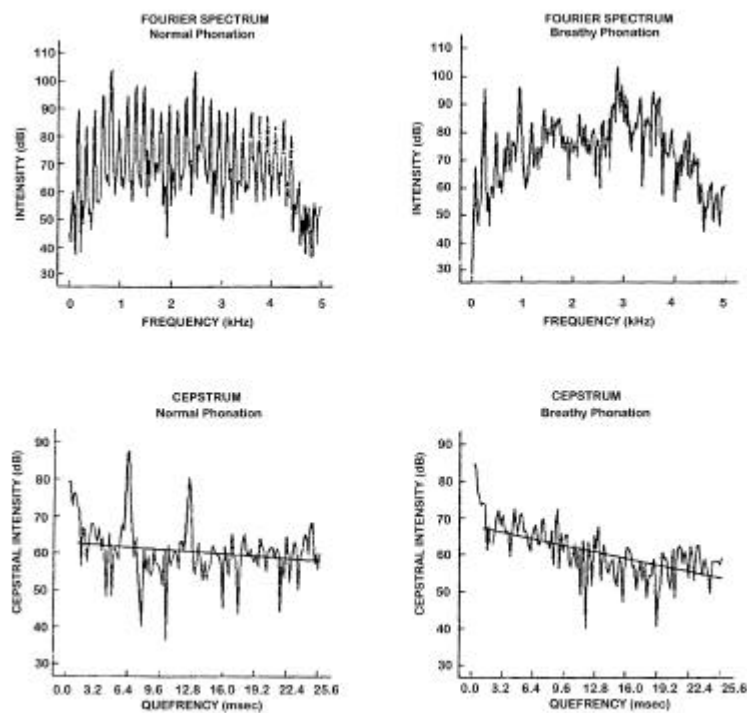 FOURIER SPECTRUM
Normal Phonation
INTENSITY (dB)
110
100
90
80
70
60
50
40
30
0 1 2 3 4 5
FREQUENCY (kHz)
FOURIER SPECTRUM
Breathy Phonation
INTENSITY (dB)
110
100
90
80
70
60
50
40
30
0 1 2 3 4 5
FREQUENCY (kHz)
CEPSTRUM
Normal Phonation
CEPSTRAL INTENSITY (dB)
90
80
70
60
50
40
30
0.0 3.2 6.4 9.6 12.8 16.0 19.2 22.4 25.6
QUEFRENCY (msec)
CEPSTRUM
Breathy Phonation
CEPSTRAL INTENSITY (dB)
90
80
70
60
50
40
30
0.0 3.2 6.4 9.6 12.8 16.0 19.2 22.4 25.6
QUEFRENCY (msec)